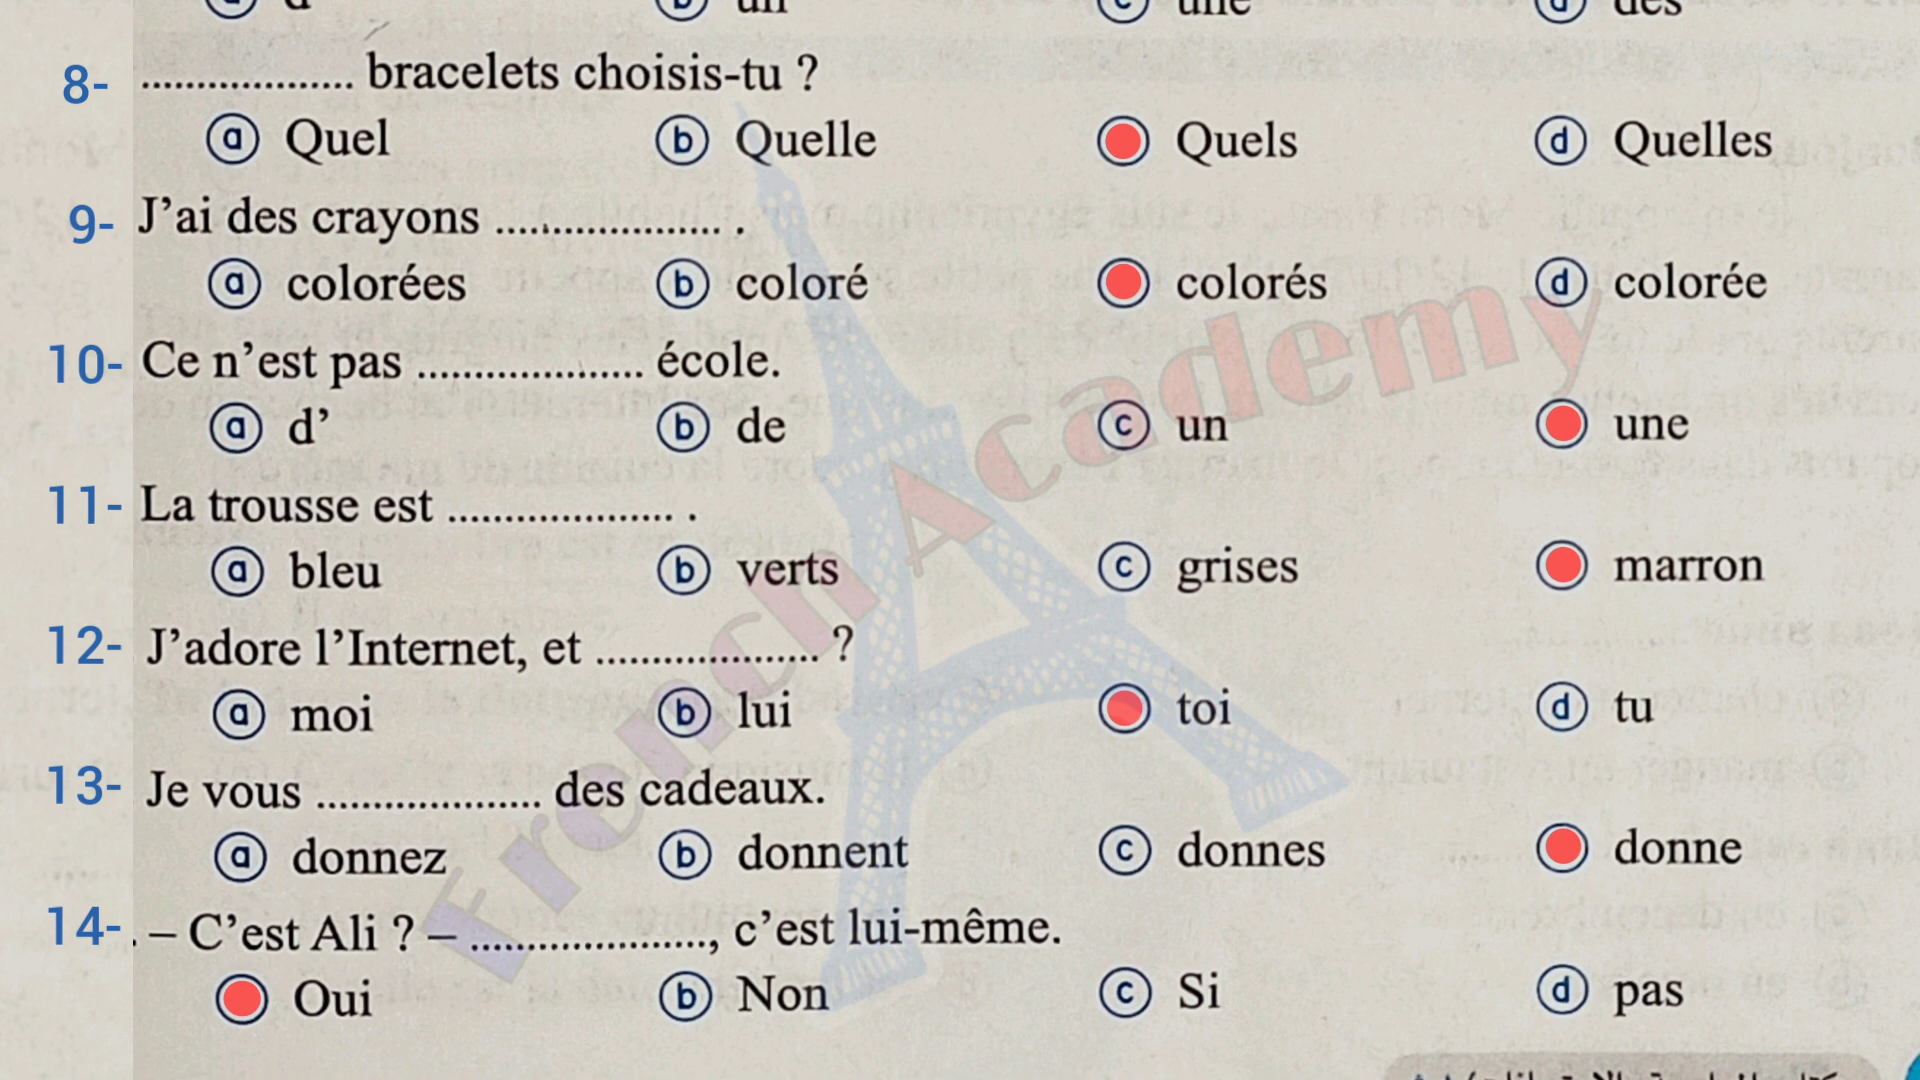 8- .................. bracelets choisis-tu ?
ⓐ Quel ⓑ Quelle Quels ⓓ Quelles
9- J’ai des crayons .................... .
ⓐ colorées ⓑ coloré colorés ⓓ colorée
10- Ce n’est pas .................... école.
ⓐ d’ ⓑ de ⓒ un une
11- La trousse est .................... .
ⓐ bleu ⓑ verts ⓒ grises marron
12- J’adore l’Internet, et .................... ?
ⓐ moi ⓑ lui toi ⓓ tu
13- Je vous .................... des cadeaux.
ⓐ donnez ⓑ donnent ⓒ donnes donne
14- . – C’est Ali ? – ....................., c’est lui-même.
Oui ⓑ Non ⓒ Si ⓓ pas
French Academy